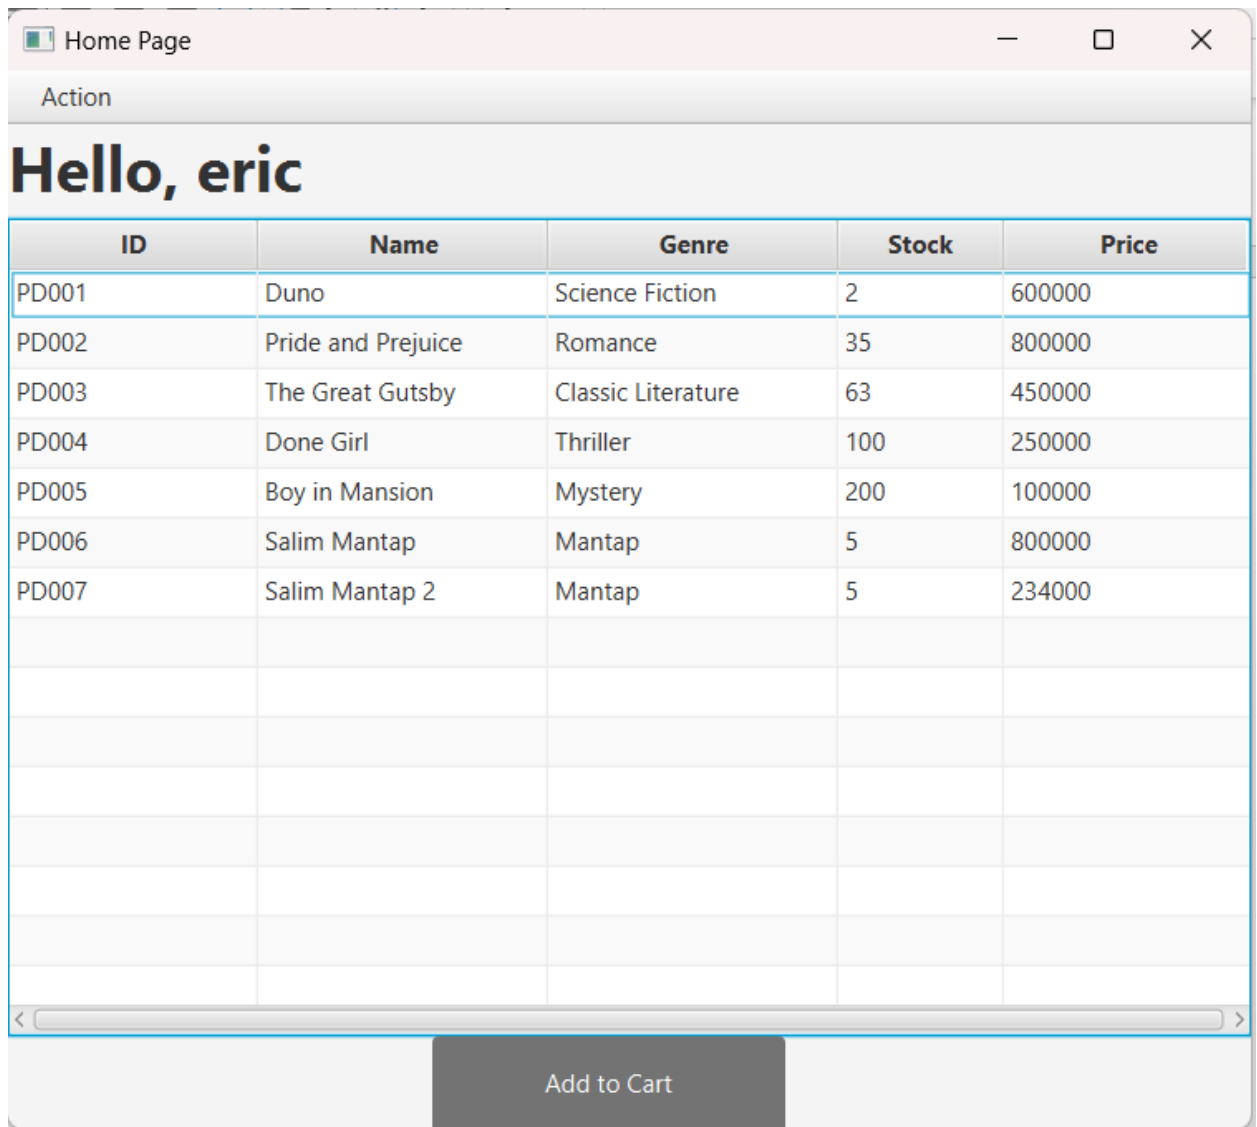 Home Page
Action
Hello, eric
ID Name Genre Stock Price
PD001 Duno Science Fiction 2 600000
PD002 Pride and Prejuice Romance 35 800000
PD003 The Great Gutsby Classic Literature 63 450000
PD004 Done Girl Thriller 100 250000
PD005 Boy in Mansion Mystery 200 100000
PD006 Salim Mantap Mantap 5 800000
PD007 Salim Mantap 2 Mantap 5 234000
Add to Cart